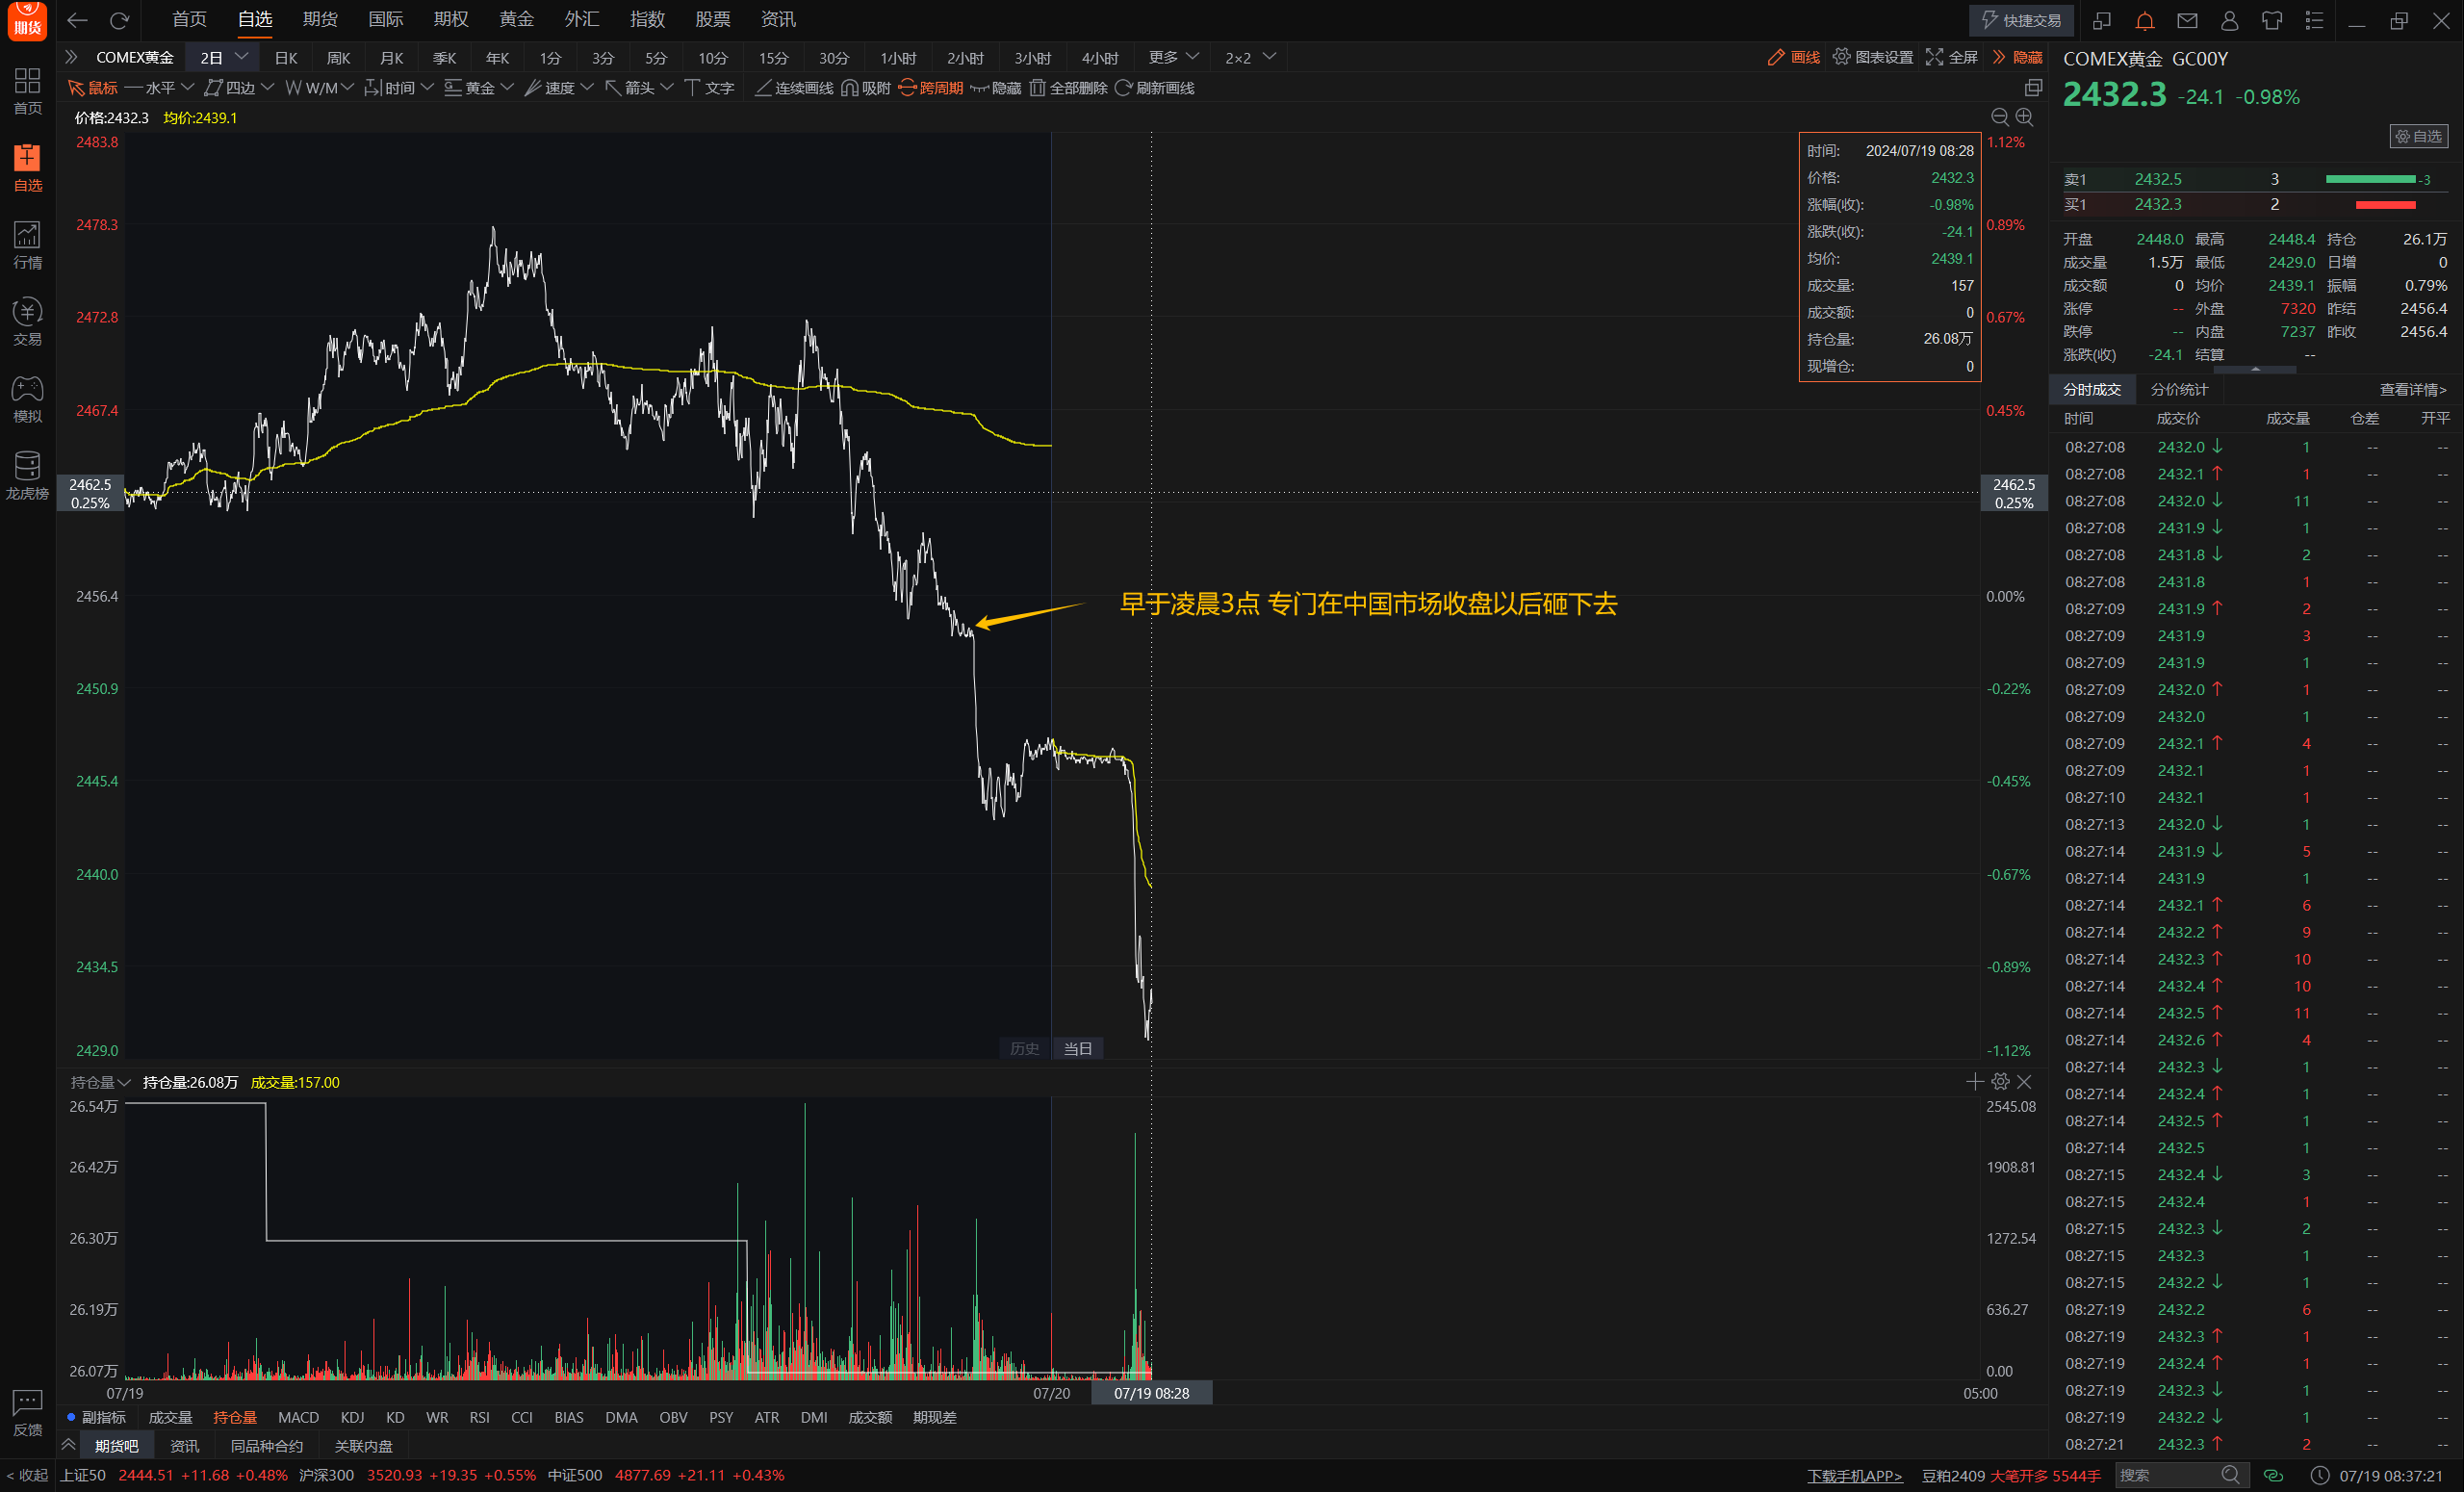 期货
首页 自选 期货 国际 期权 黄金 外汇 指数 股票 资讯
快捷交易
COMEX黄金 2日 日K 周K 月K 季K 年K 1分 3分 5分 10分 15分 30分 1小时 2小时 3小时 4小时 更多 2×2
画线 图表设置 全屏 隐藏
鼠标 水平 四边 W/M 时间 黄金 速度 箭头 文字 连续画线 吸附 跨周期 隐藏 全部删除 刷新画线
首页
自选
行情
交易
模拟
龙虎榜
反馈
价格:2432.3 均价:2439.1
2483.8 1.12%
2478.3 0.89%
2472.8 0.67%
2467.4 0.45%
2462.5 2462.5
0.25% 0.25%
2456.4 0.00%
2450.9 -0.22%
2445.4 -0.45%
2440.0 -0.67%
2434.5 -0.89%
2429.0 -1.12%
时间: 2024/07/19 08:28
价格: 2432.3
涨幅(收): -0.98%
涨跌(收): -24.1
均价: 2439.1
成交量: 157
成交额: 0
持仓量: 26.08万
现增仓: 0
早于凌晨3点 专门在中国市场收盘以后砸下去
历史 当日
持仓量 持仓量:26.08万 成交量:157.00
26.54万 2545.08
26.42万 1908.81
26.30万 1272.54
26.19万 636.27
26.07万 0.00
07/19 07/20 07/19 08:28 05:00
副指标 成交量 持仓量 MACD KDJ KD WR RSI CCI BIAS DMA OBV PSY ATR DMI 成交额 期现差
期货吧 资讯 同品种合约 关联内盘
COMEX黄金 GC00Y
2432.3 -24.1 -0.98%
自选
卖1 2432.5 3 -3
买1 2432.3 2
开盘 2448.0 最高 2448.4 持仓 26.1万
成交量 1.5万 最低 2429.0 日增 0
成交额 0 均价 2439.1 振幅 0.79%
涨停 -- 外盘 7320 昨结 2456.4
跌停 -- 内盘 7237 昨收 2456.4
涨跌(收) -24.1 结算 --
分时成交 分价统计 查看详情>
时间 成交价 成交量 仓差 开平
08:27:08 2432.0↓ 1 -- --
08:27:08 2432.1↑ 1 -- --
08:27:08 2432.0↓ 11 -- --
08:27:08 2431.9↓ 1 -- --
08:27:08 2431.8↓ 2 -- --
08:27:08 2431.8 1 -- --
08:27:09 2431.9↑ 2 -- --
08:27:09 2431.9 3 -- --
08:27:09 2431.9 1 -- --
08:27:09 2432.0↑ 1 -- --
08:27:09 2432.0 1 -- --
08:27:09 2432.1↑ 4 -- --
08:27:09 2432.1 1 -- --
08:27:10 2432.1 1 -- --
08:27:13 2432.0↓ 1 -- --
08:27:14 2431.9↓ 5 -- --
08:27:14 2431.9 1 -- --
08:27:14 2432.1↑ 6 -- --
08:27:14 2432.2↑ 9 -- --
08:27:14 2432.3↑ 10 -- --
08:27:14 2432.4↑ 10 -- --
08:27:14 2432.5↑ 11 -- --
08:27:14 2432.6↑ 4 -- --
08:27:14 2432.3↓ 1 -- --
08:27:14 2432.4↑ 1 -- --
08:27:14 2432.5↑ 1 -- --
08:27:14 2432.5 1 -- --
08:27:15 2432.4↓ 3 -- --
08:27:15 2432.4 1 -- --
08:27:15 2432.3↓ 2 -- --
08:27:15 2432.3 1 -- --
08:27:15 2432.2↓ 1 -- --
08:27:19 2432.2 6 -- --
08:27:19 2432.3↑ 1 -- --
08:27:19 2432.4↑ 1 -- --
08:27:19 2432.3↓ 1 -- --
08:27:19 2432.2↓ 1 -- --
08:27:21 2432.3↑ 2 -- --
<收起 上证50 2444.51 +11.68 +0.48% 沪深300 3520.93 +19.35 +0.55% 中证500 4877.69 +21.11 +0.43%
下载手机APP> 豆粕2409 大笔开多 5544手 搜索 07/19 08:37:21